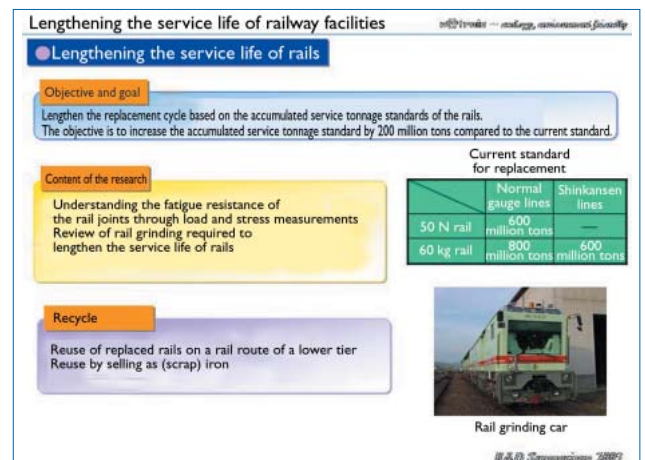 Lengthening the service life of railway facilities
Lengthening the service life of rails
Objective and goal
Lengthen the replacement cycle based on the accumulated service tonnage standards of the rails.
The objective is to increase the accumulated service tonnage standard by 200 million tons compared to the current standard.
Content of the research
Understanding the fatigue resistance of
the rail joints through load and stress measurements
Review of rail grinding required to
lengthen the service life of rails
Current standard
for replacement
Normal gauge lines
Shinkansen lines
50 N rail 600 million tons —
60 kg rail 800 million tons 600 million tons
Recycle
Reuse of replaced rails on a rail route of a lower tier
Reuse by selling as (scrap) iron
Rail grinding car